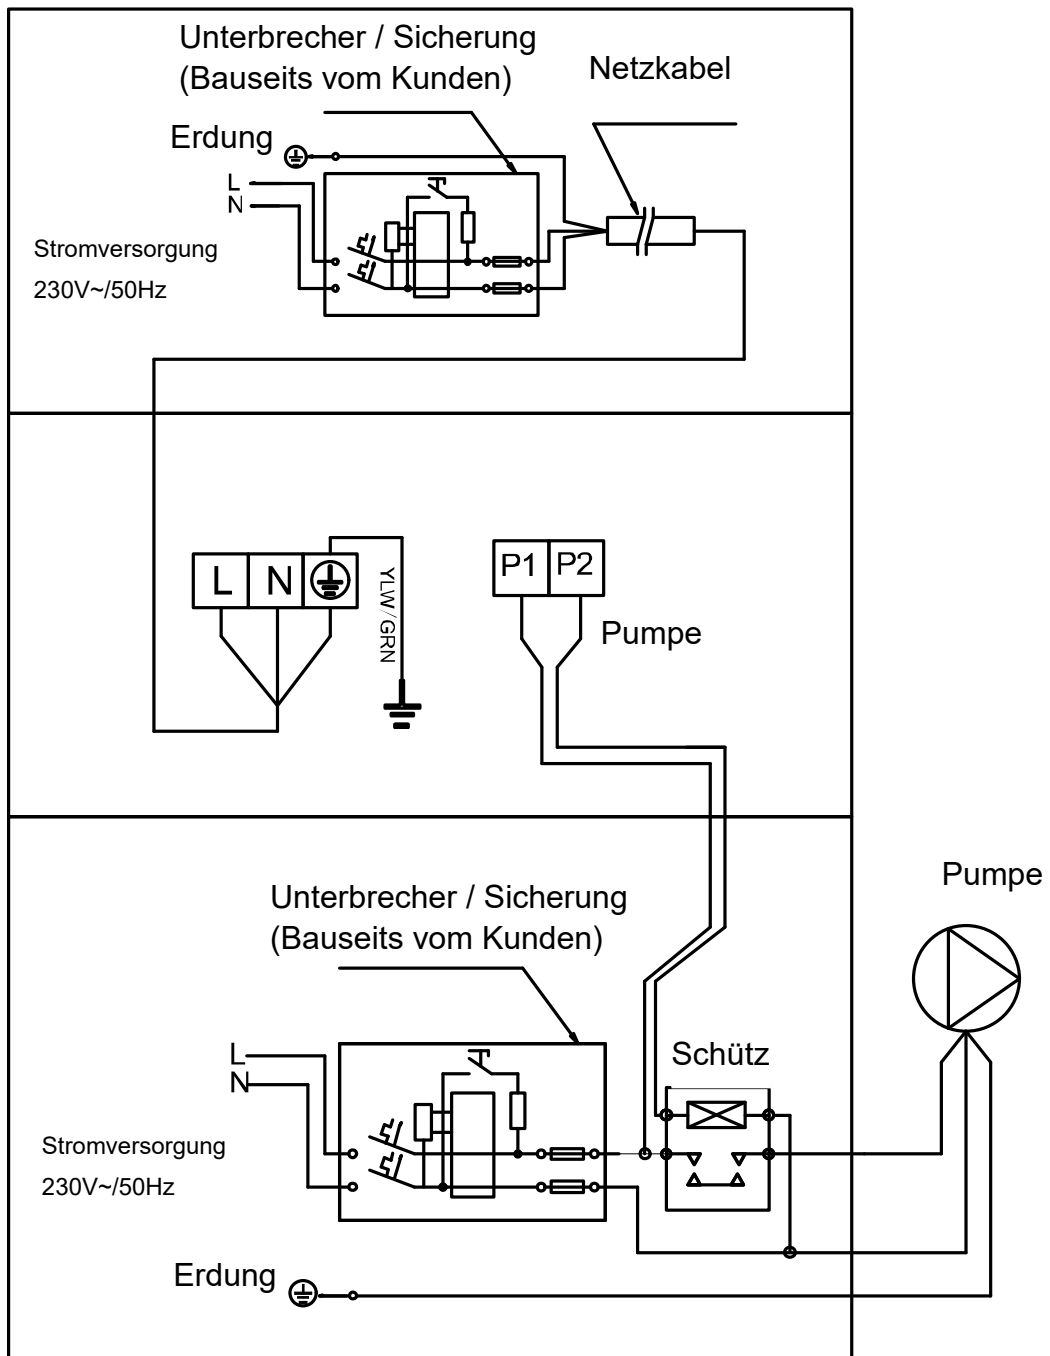 Unterbrecher / Sicherung
(Bauseits vom Kunden)
Netzkabel
Erdung
L
N
Stromversorgung
230V~/50Hz
L N
YLW/GRN
P1 P2
Pumpe
Pumpe
Unterbrecher / Sicherung
(Bauseits vom Kunden)
Schütz
L
N
Stromversorgung
230V~/50Hz
Erdung